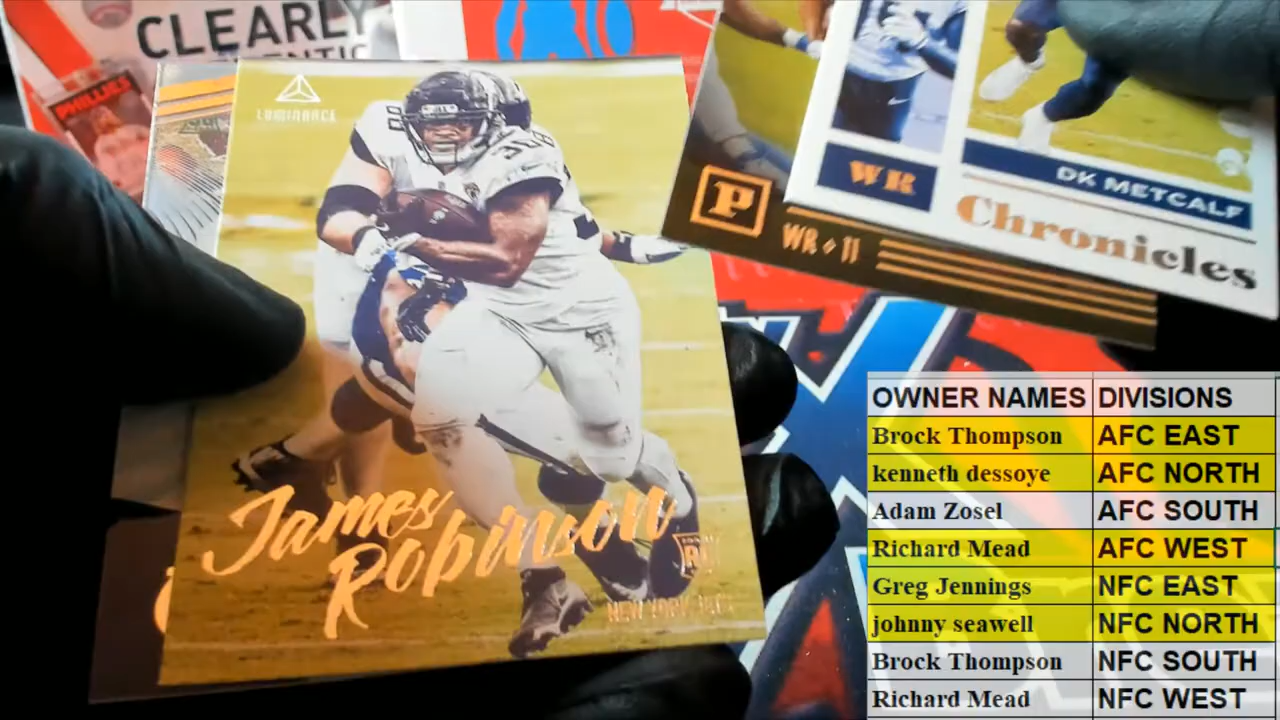 CLEARLY
PHILLIES
LUMINANCE
James
Robinson
RC
P
WR
11
WR
DK METCALF
Chronicles
OWNER NAMES DIVISIONS
Brock Thompson AFC EAST
kenneth dessoye AFC NORTH
Adam Zosel AFC SOUTH
Richard Mead AFC WEST
Greg Jennings NFC EAST
johnny seawell NFC NORTH
Brock Thompson NFC SOUTH
Richard Mead NFC WEST